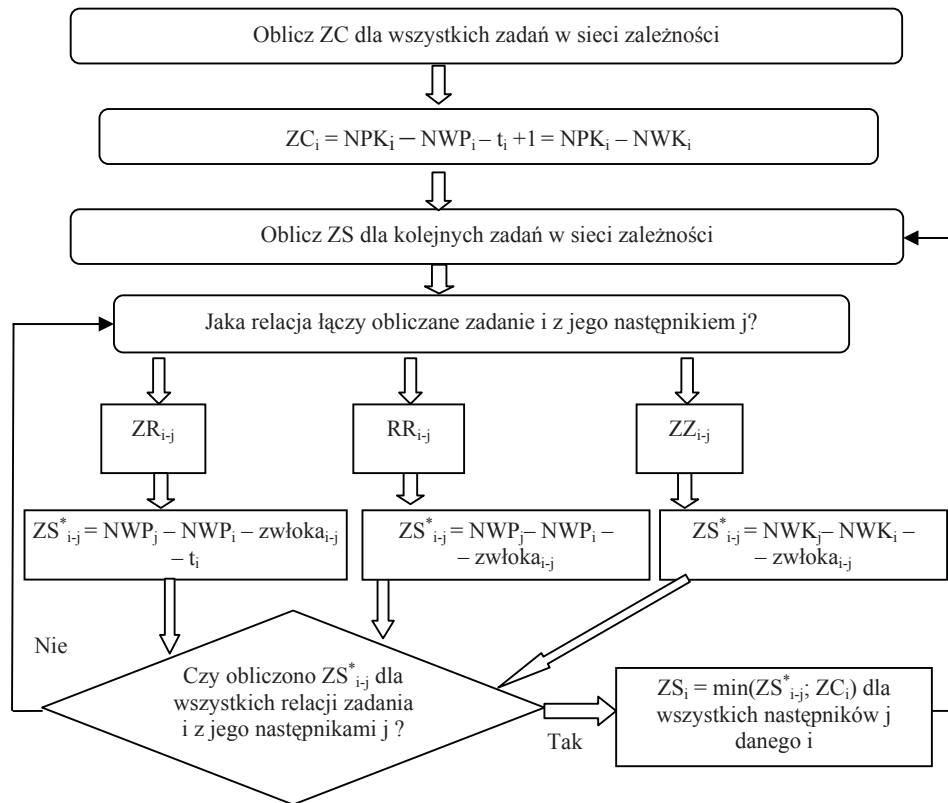 Oblicz ZC dla wszystkich zadań w sieci zależności
ZCi = NPKi – NWPi – ti +1 = NPKi – NWKi
Oblicz ZS dla kolejnych zadań w sieci zależności
Jaka relacja łączy obliczane zadanie i z jego następnikiem j?
ZRi-j
RRi-j
ZZi-j
ZS*i-j = NWPj – NWPi – zwłokai-j
– ti
ZS*i-j = NWPj– NWPi –
– zwłokai-j
ZS*i-j = NWKj– NWKi –
– zwłokai-j
Nie
Czy obliczono ZS*i-j dla
wszystkich relacji zadania
i z jego następnikami j ?
Tak
ZSi = min(ZS*i-j; ZCi) dla
wszystkich następników j
danego i